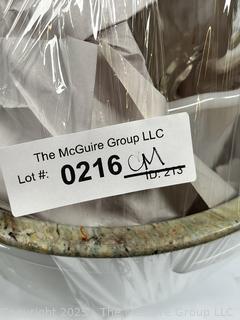 The McGuire Group LLC
Lot #: 0216 CM
ID: 213